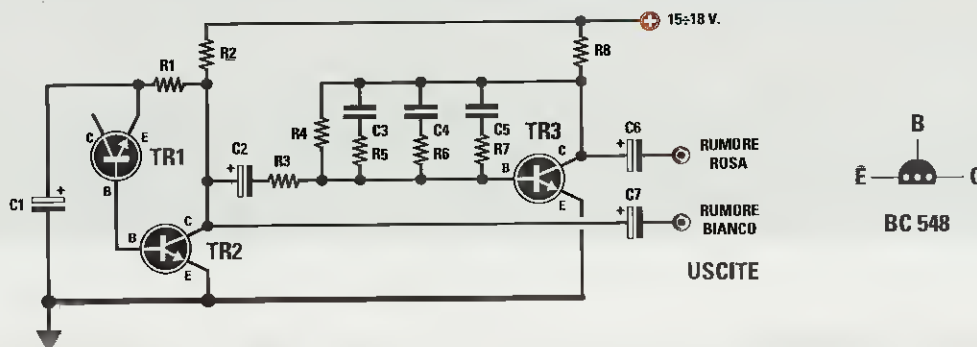 15÷18 V.
R2
R8
R1
C E
TR1
B
C1 +
R4
C3
R5
C4
R6
C5
R7
TR3
C2
+
R3
B
C
E
C6
+
RUMORE
ROSA
C7
+
RUMORE
BIANCO
B
C
E
TR2
USCITE
B
E C
BC 548